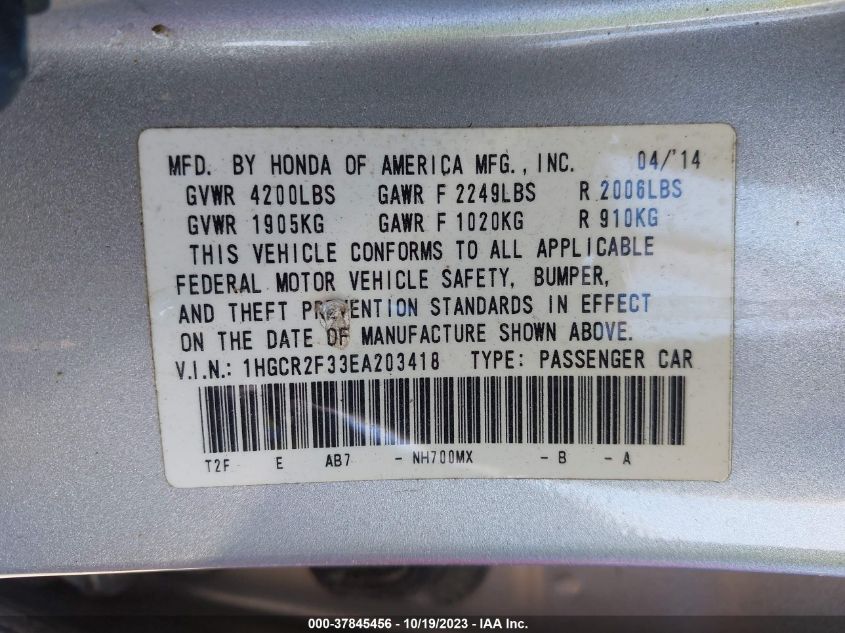 MFD. BY HONDA OF AMERICA MFG., INC. 04/'14
GVWR 4200LBS GAWR F 2249LBS R 2006LBS
GVWR 1905KG GAWR F 1020KG R 910KG
THIS VEHICLE CONFORMS TO ALL APPLICABLE
FEDERAL MOTOR VEHICLE SAFETY, BUMPER,
AND THEFT PREVENTION STANDARDS IN EFFECT
ON THE DATE OF MANUFACTURE SHOWN ABOVE.
V.I.N.: 1HGCR2F33EA203418 TYPE: PASSENGER CAR
T2F E AB7 - NH700MX - B - A
000-37845456 - 10/19/2023 - IAA Inc.